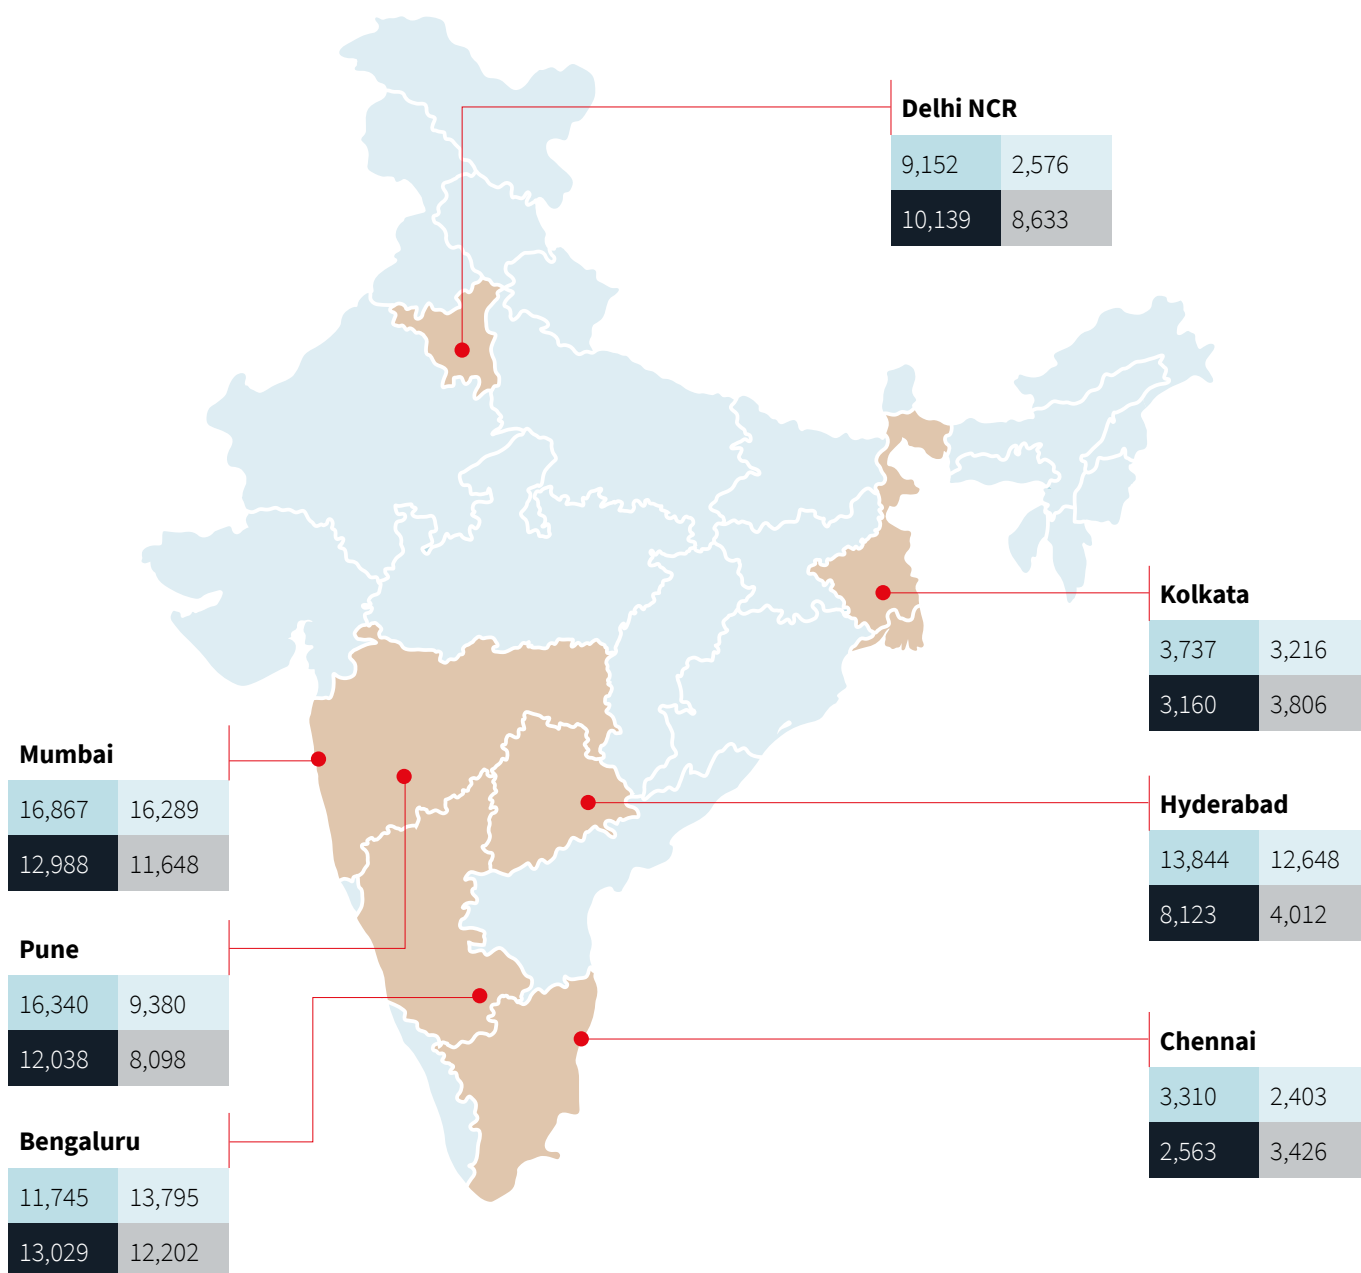 Delhi NCR
9,152 2,576
10,139 8,633
Kolkata
3,737 3,216
3,160 3,806
Mumbai
16,867 16,289
12,988 11,648
Hyderabad
13,844 12,648
8,123 4,012
Pune
16,340 9,380
12,038 8,098
Chennai
3,310 2,403
2,563 3,426
Bengaluru
11,745 13,795
13,029 12,202